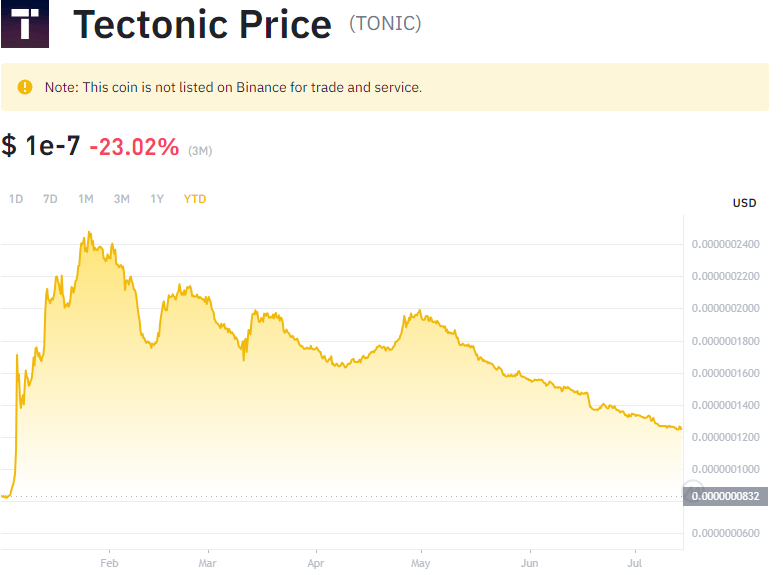 Tectonic Price (TONIC)
Note: This coin is not listed on Binance for trade and service.
$ 1e-7 -23.02% (3M)
1D 7D 1M 3M 1Y YTD
USD
0.0000002400
0.0000002200
0.0000002000
0.0000001800
0.0000001600
0.0000001400
0.0000001200
0.0000001000
0.0000000832
0.0000000600
Feb Mar Apr May Jun Jul